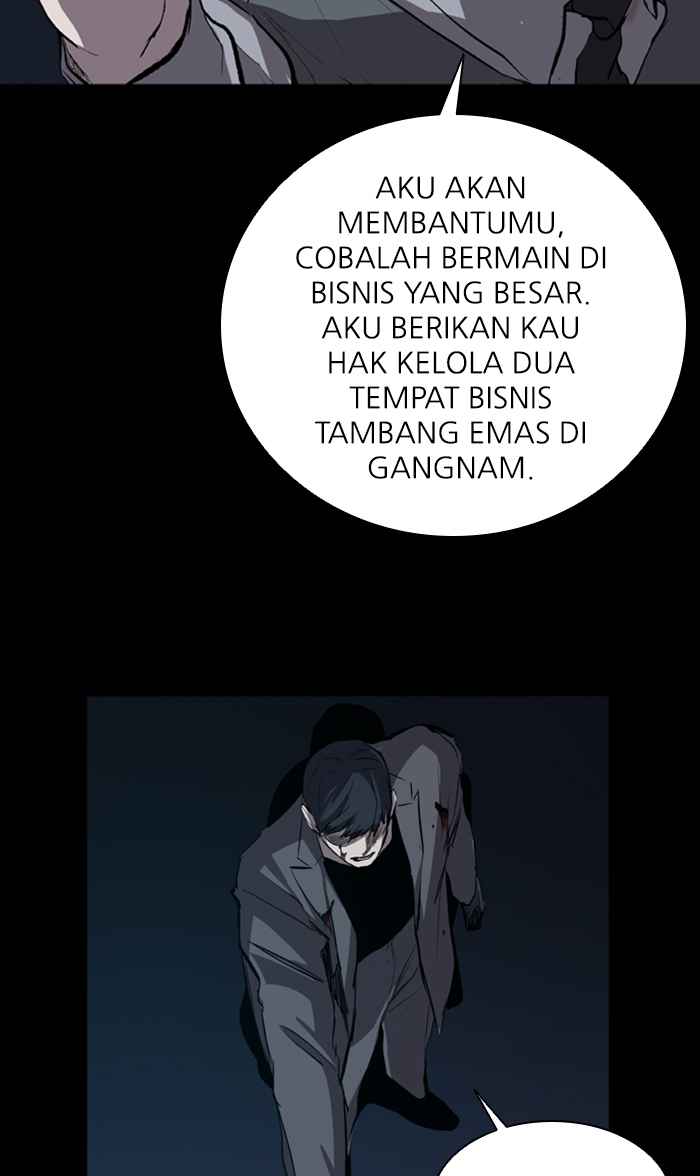 AKU AKAN
MEMBANTUMU,
COBALAH BERMAIN DI
BISNIS YANG BESAR.
AKU BERIKAN KAU
HAK KELOLA DUA
TEMPAT BISNIS
TAMBANG EMAS DI
GANGNAM.